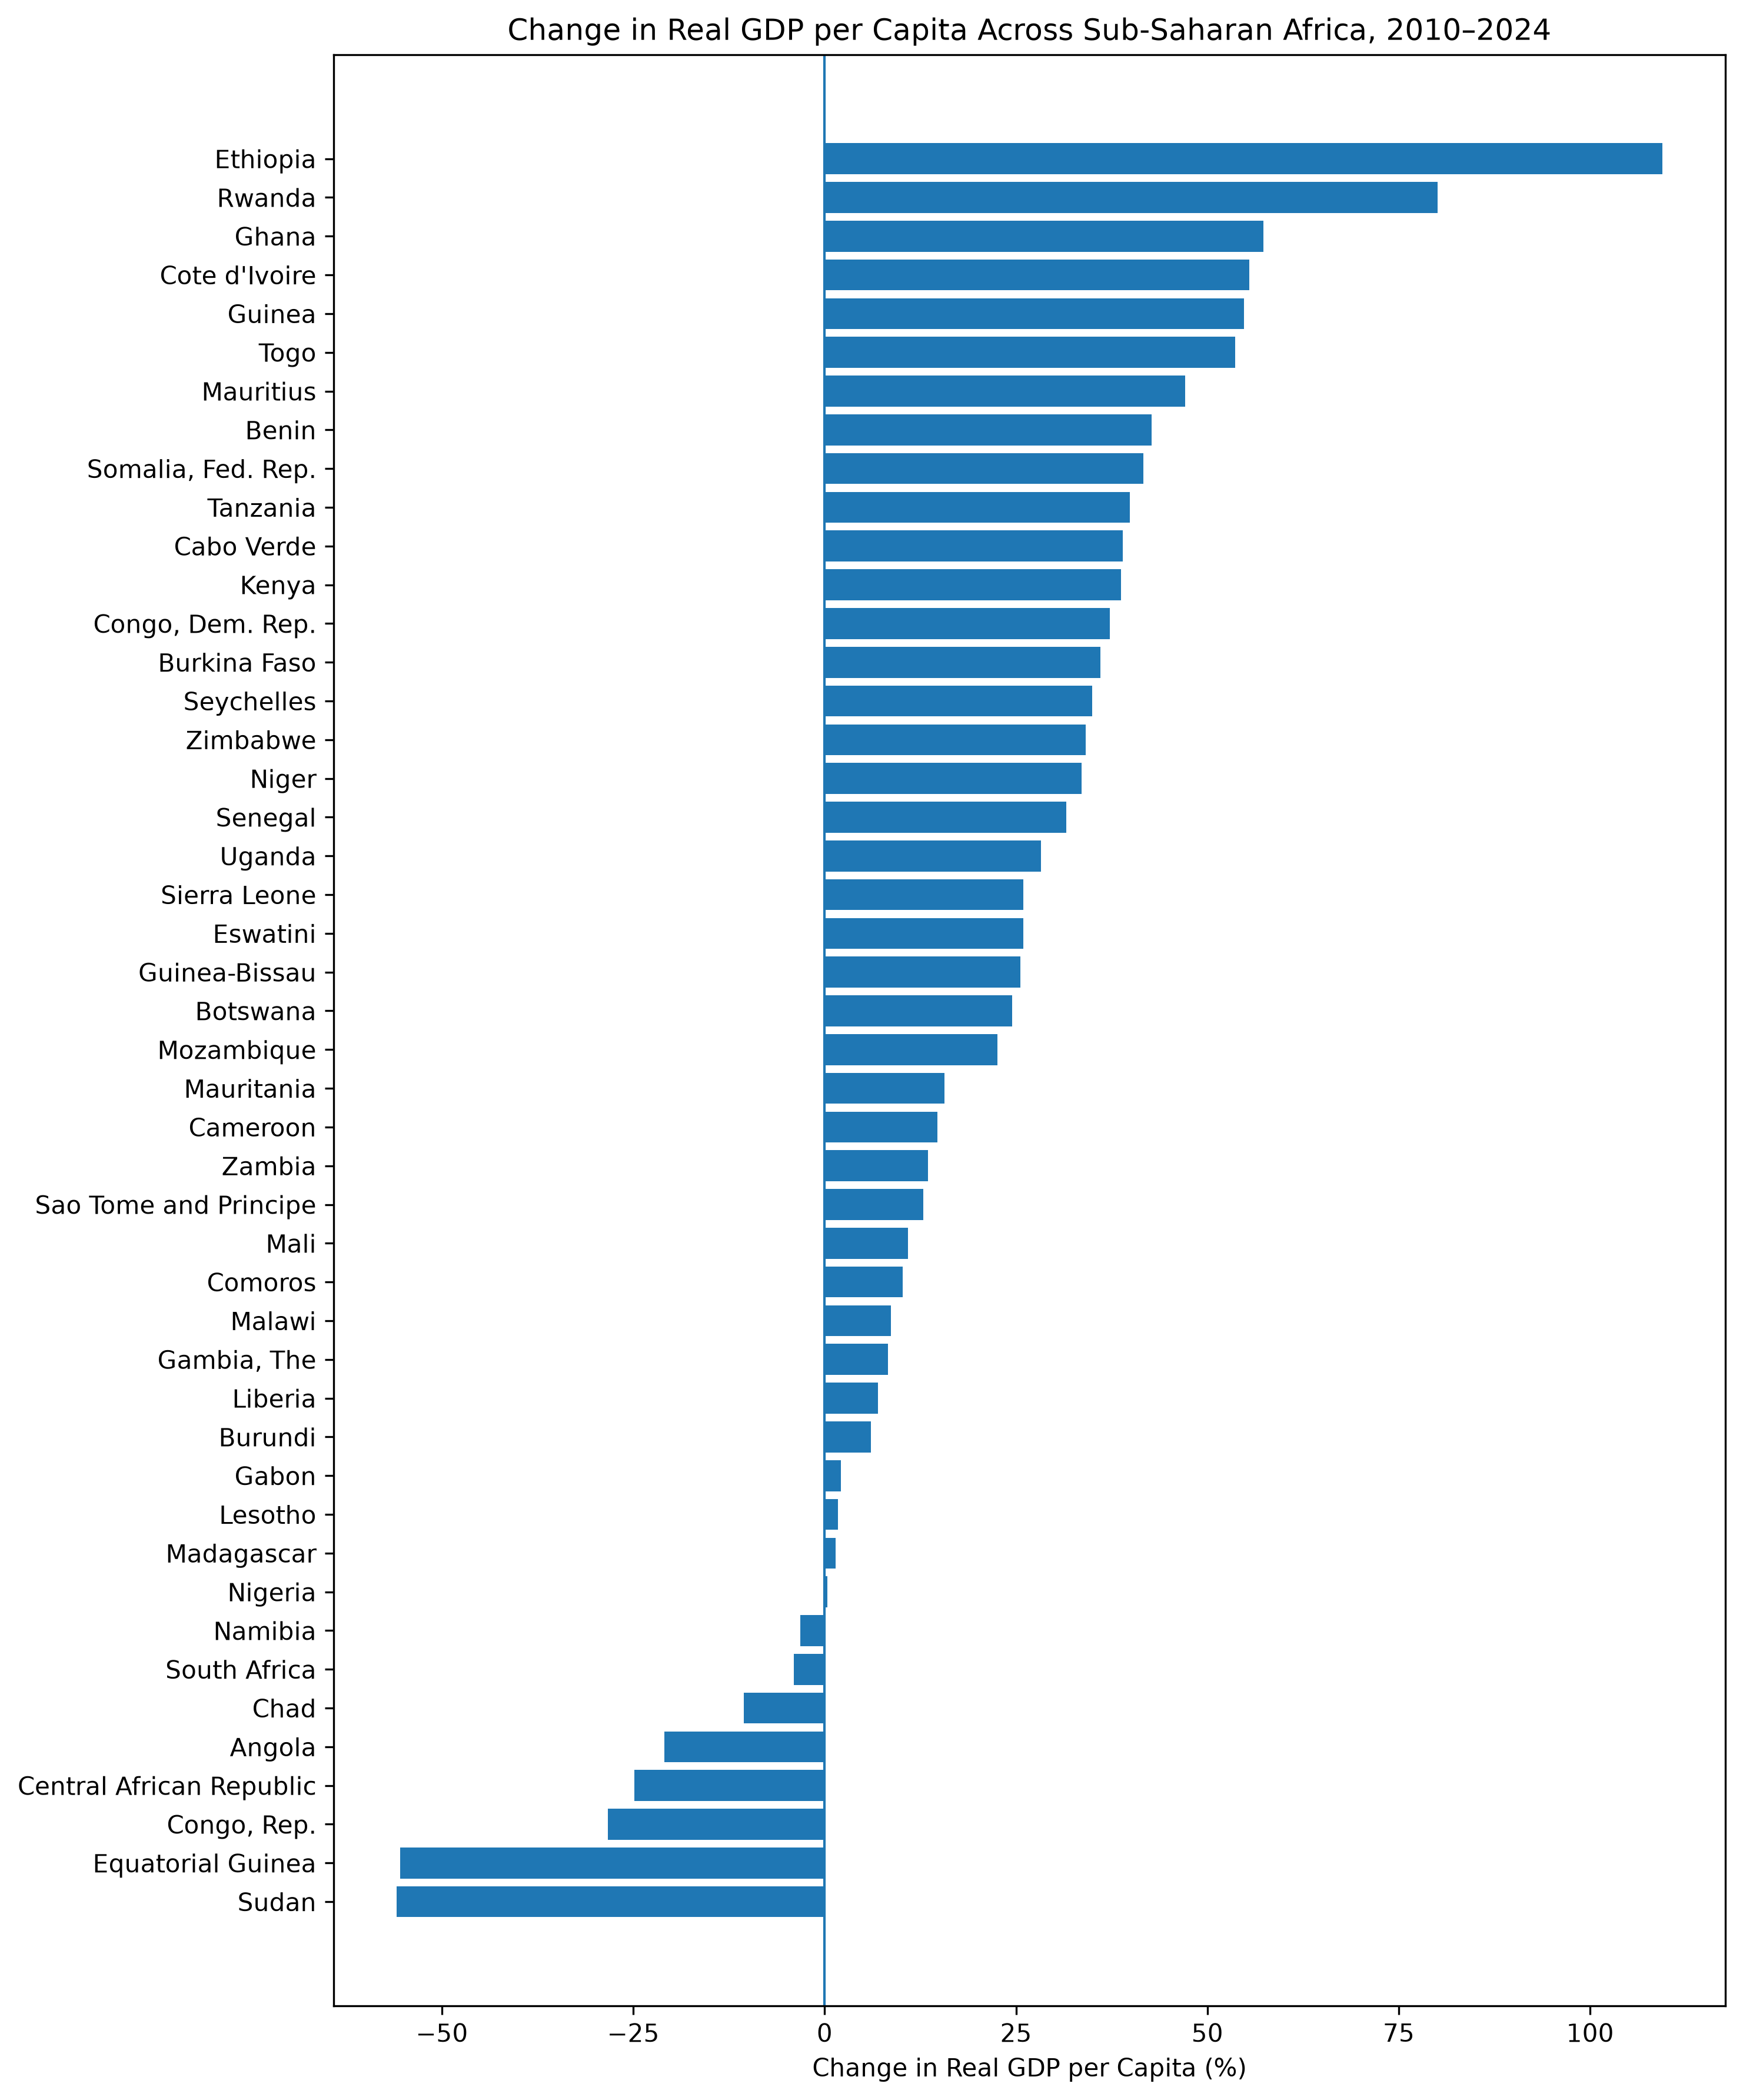 Change in Real GDP per Capita Across Sub-Saharan Africa, 2010–2024
Ethiopia
Rwanda
Ghana
Cote d'Ivoire
Guinea
Togo
Mauritius
Benin
Somalia, Fed. Rep.
Tanzania
Cabo Verde
Kenya
Congo, Dem. Rep.
Burkina Faso
Seychelles
Zimbabwe
Niger
Senegal
Uganda
Sierra Leone
Eswatini
Guinea-Bissau
Botswana
Mozambique
Mauritania
Cameroon
Zambia
Sao Tome and Principe
Mali
Comoros
Malawi
Gambia, The
Liberia
Burundi
Gabon
Lesotho
Madagascar
Nigeria
Namibia
South Africa
Chad
Angola
Central African Republic
Congo, Rep.
Equatorial Guinea
Sudan
−50 −25 0 25 50 75 100
Change in Real GDP per Capita (%)